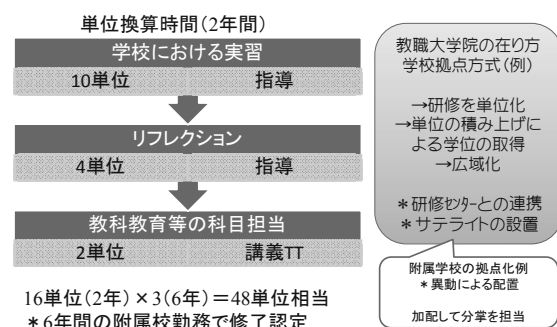 単位換算時間(2年間)
学校における実習
10単位 指導
リフレクション
4単位 指導
教科教育等の科目担当
2単位 講義TT
16単位(2年)×3(6年)=48単位相当
*6年間の附属校勤務で修了認定
教職大学院の在り方
学校拠点方式(例)
→研修を単位化
→単位の積み上げに
よる学位の取得
→広域化
*研修センターとの連携
*サテライトの設置
附属学校の拠点化例
*異動による配置
加配して分掌を担当